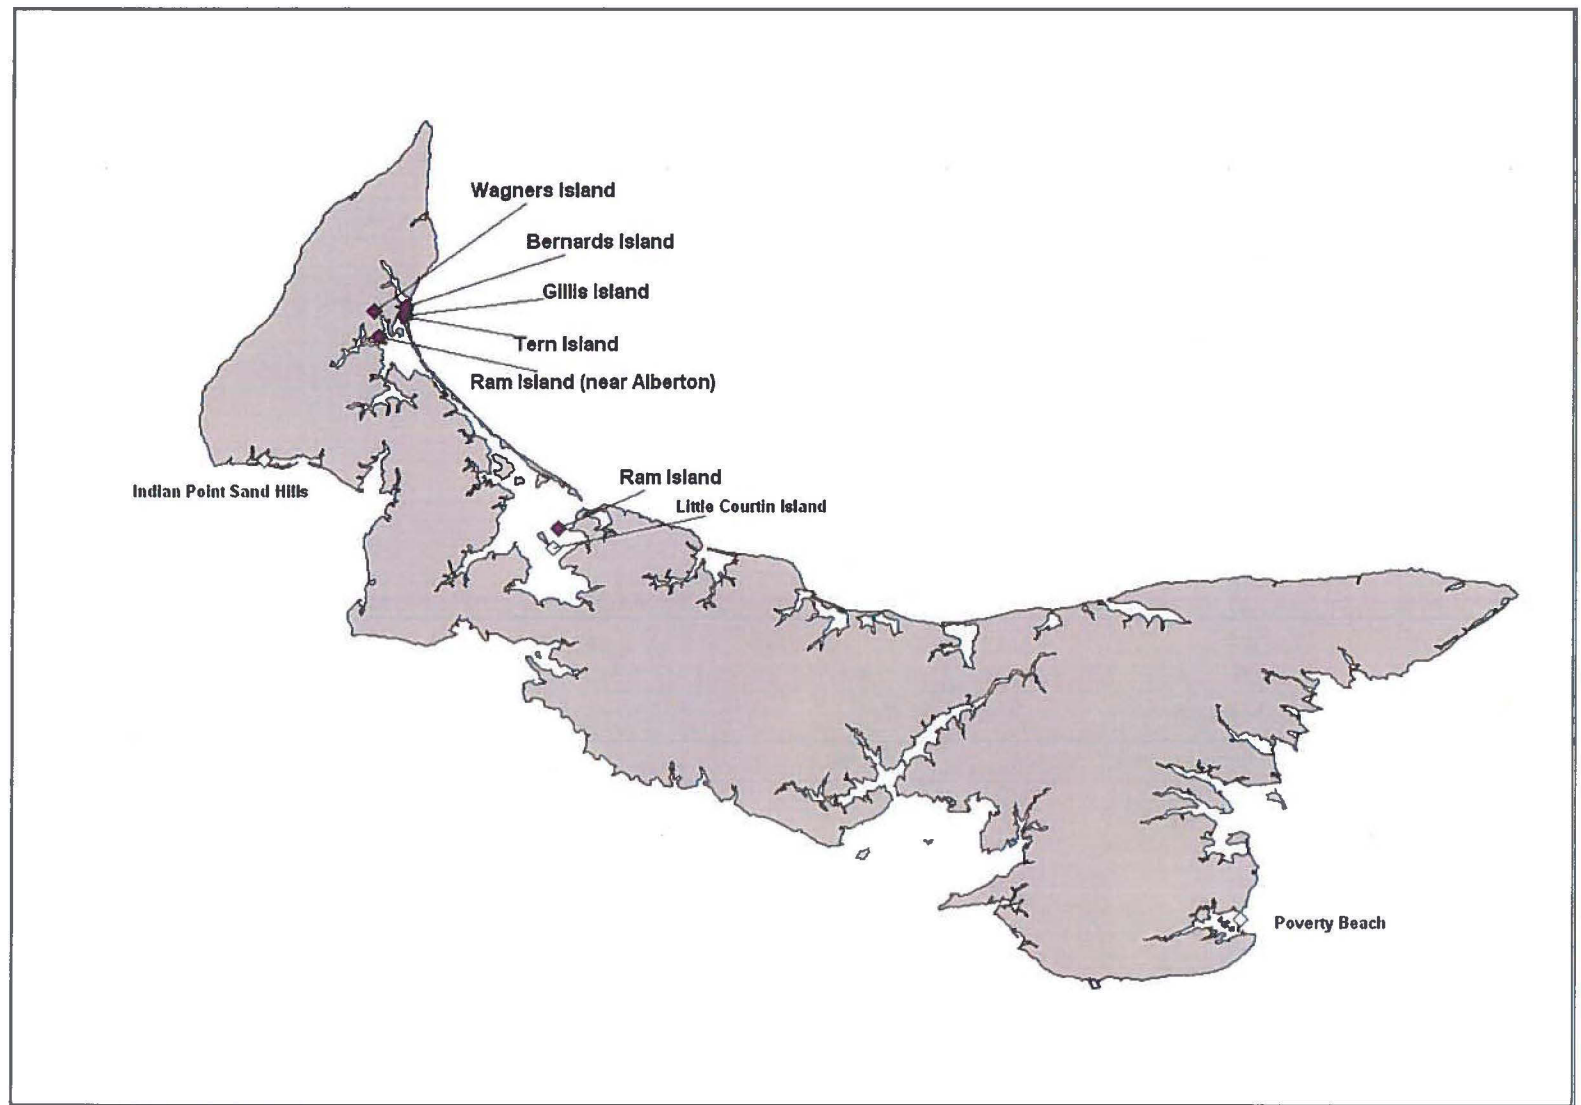 Wagners Island
Bernards Island
Gillis Island
Tern Island
Ram Island (near Alberton)
Ram Island
Indian Point Sand Hills
Little Courtin Island
Poverty Beach